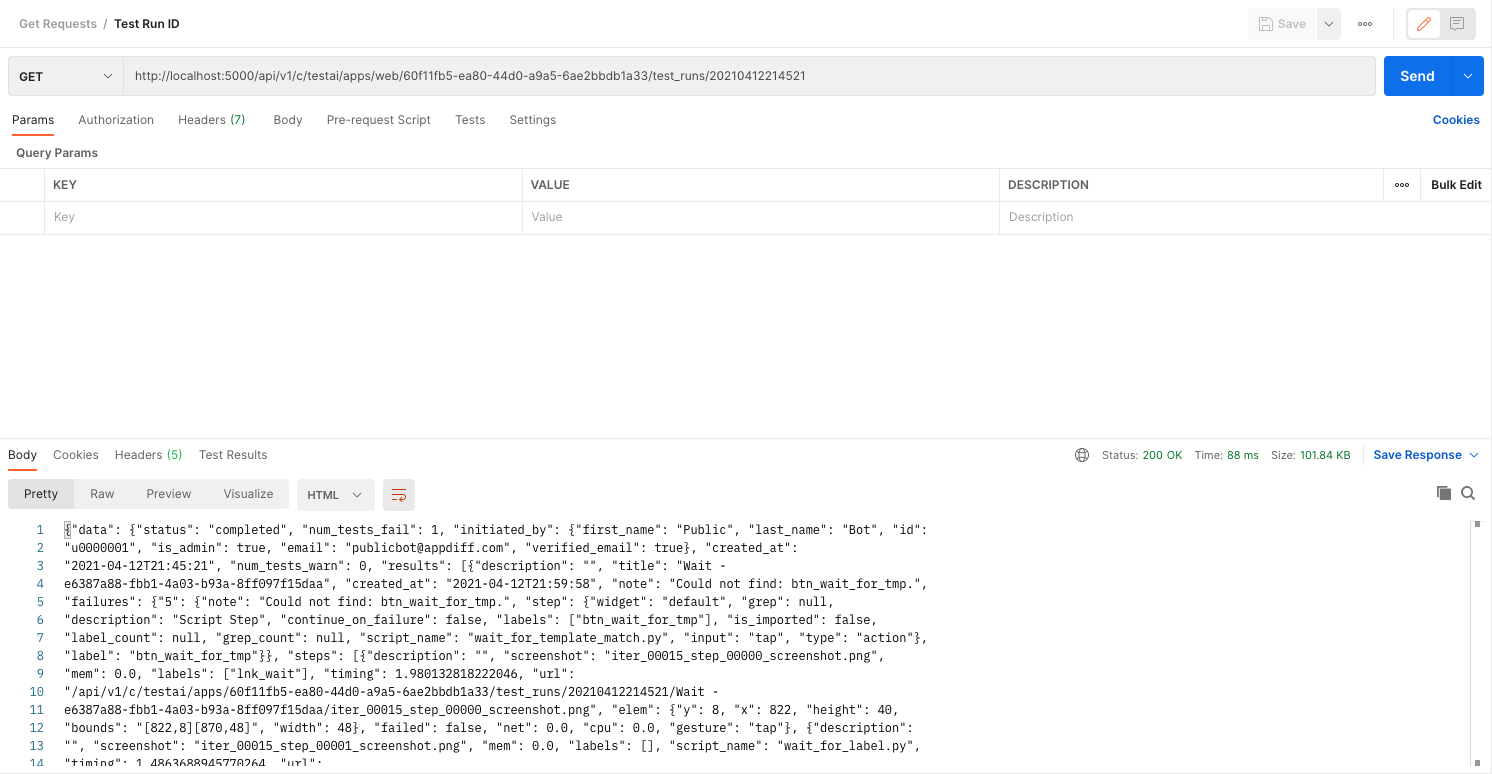 Get Requests / Test Run ID
Save
GET
http://localhost:5000/api/v1/c/testai/apps/web/60f11fb5-ea80-44d0-a9a5-6ae2bbdb1a33/test_runs/20210412214521
Send
Params Authorization Headers (7) Body Pre-request Script Tests Settings Cookies
Query Params
KEY VALUE DESCRIPTION Bulk Edit
Key Value Description
Body Cookies Headers (5) Test Results Status: 200 OK Time: 88 ms Size: 101.84 KB Save Response
Pretty Raw Preview Visualize HTML
1 {"data": {"status": "completed", "num_tests_fail": 1, "initiated_by": {"first_name": "Public", "last_name": "Bot", "id":
2 "u0000001", "is_admin": true, "email": "publicbot@appdiff.com", "verified_email": true}, "created_at":
3 "2021-04-12T21:45:21", "num_tests_warn": 0, "results": [{"description": "", "title": "Wait -
4 e6387a88-fbb1-4a03-b93a-8ff097f15daa", "created_at": "2021-04-12T21:59:58", "note": "Could not find: btn_wait_for_tmp.",
5 "failures": {"5": {"note": "Could not find: btn_wait_for_tmp.", "step": {"widget": "default", "grep": null,
6 "description": "Script Step", "continue_on_failure": false, "labels": ["btn_wait_for_tmp"], "is_imported": false,
7 "label_count": null, "grep_count": null, "script_name": "wait_for_template_match.py", "input": "tap", "type": "action"},
8 "label": "btn_wait_for_tmp"}}, "steps": [{"description": "", "screenshot": "iter_00015_step_00000_screenshot.png",
9 "mem": 0.0, "labels": ["lnk_wait"], "timing": 1.980132818222046, "url":
10 "/api/v1/c/testai/apps/60f11fb5-ea80-44d0-a9a5-6ae2bbdb1a33/test_runs/20210412214521/Wait -
11 e6387a88-fbb1-4a03-b93a-8ff097f15daa/iter_00015_step_00000_screenshot.png", "elem": {"y": 8, "x": 822, "height": 40,
12 "bounds": "[822,8][870,48]", "width": 48}, "failed": false, "net": 0.0, "cpu": 0.0, "gesture": "tap"}, {"description":
13 "", "screenshot": "iter_00015_step_00001_screenshot.png", "mem": 0.0, "labels": [], "script_name": "wait_for_label.py",
14 "timing": 1.4863688945770264, "url":